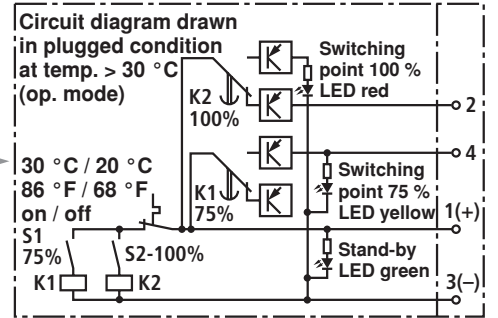 Circuit diagram drawn
in plugged condition
at temp. > 30 °C
(op. mode)
K2
100%
Switching
point 100 %
LED red
2
4
30 °C / 20 °C
86 °F / 68 °F
on / off
K1
75%
Switching
point 75 %
LED yellow
1(+)
S1
75%
S2-100%
Stand-by
LED green
K1
K2
3(–)